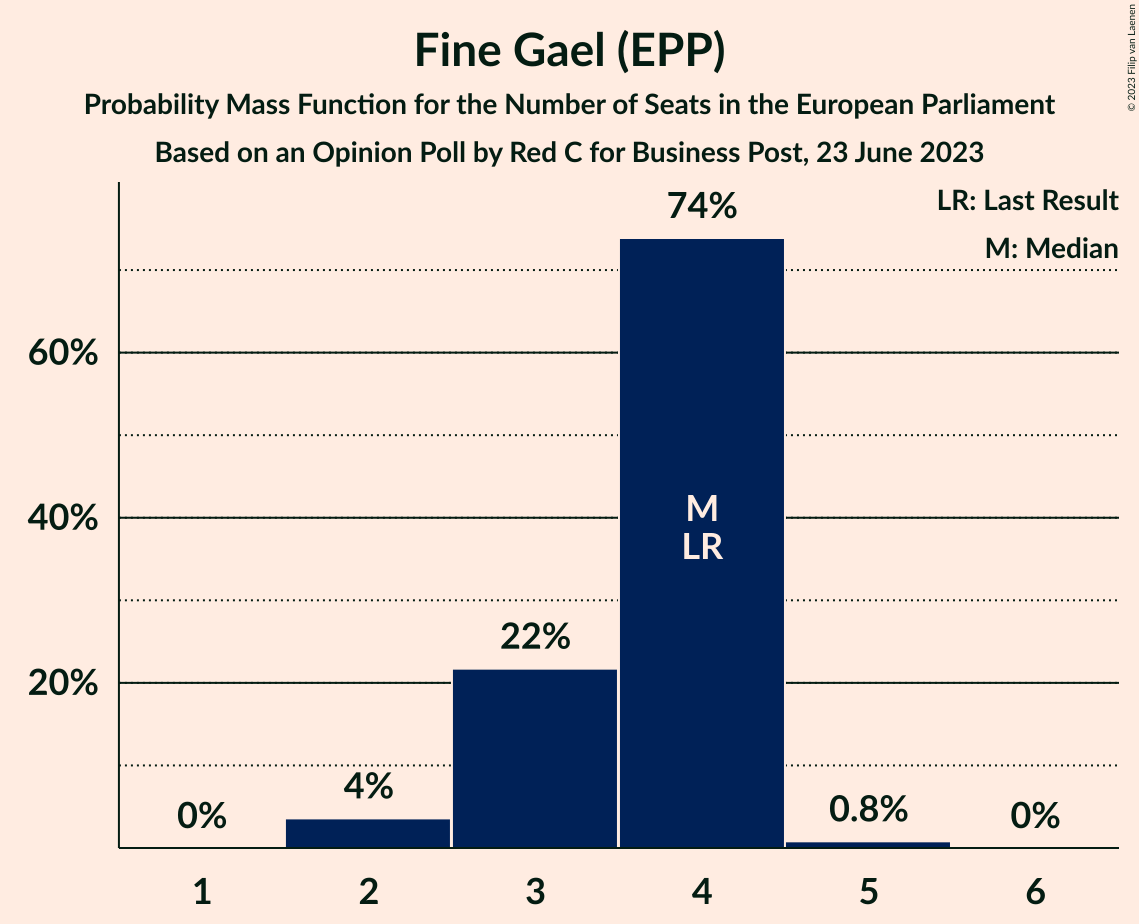 Fine Gael (EPP)
Probability Mass Function for the Number of Seats in the European Parliament
Based on an Opinion Poll by Red C for Business Post, 23 June 2023
© 2023 Filip van Laenen
LR: Last Result
M: Median
60%
40%
20%
0%
4%
22%
74%
M
LR
0.8%
0%
1
2
3
4
5
6